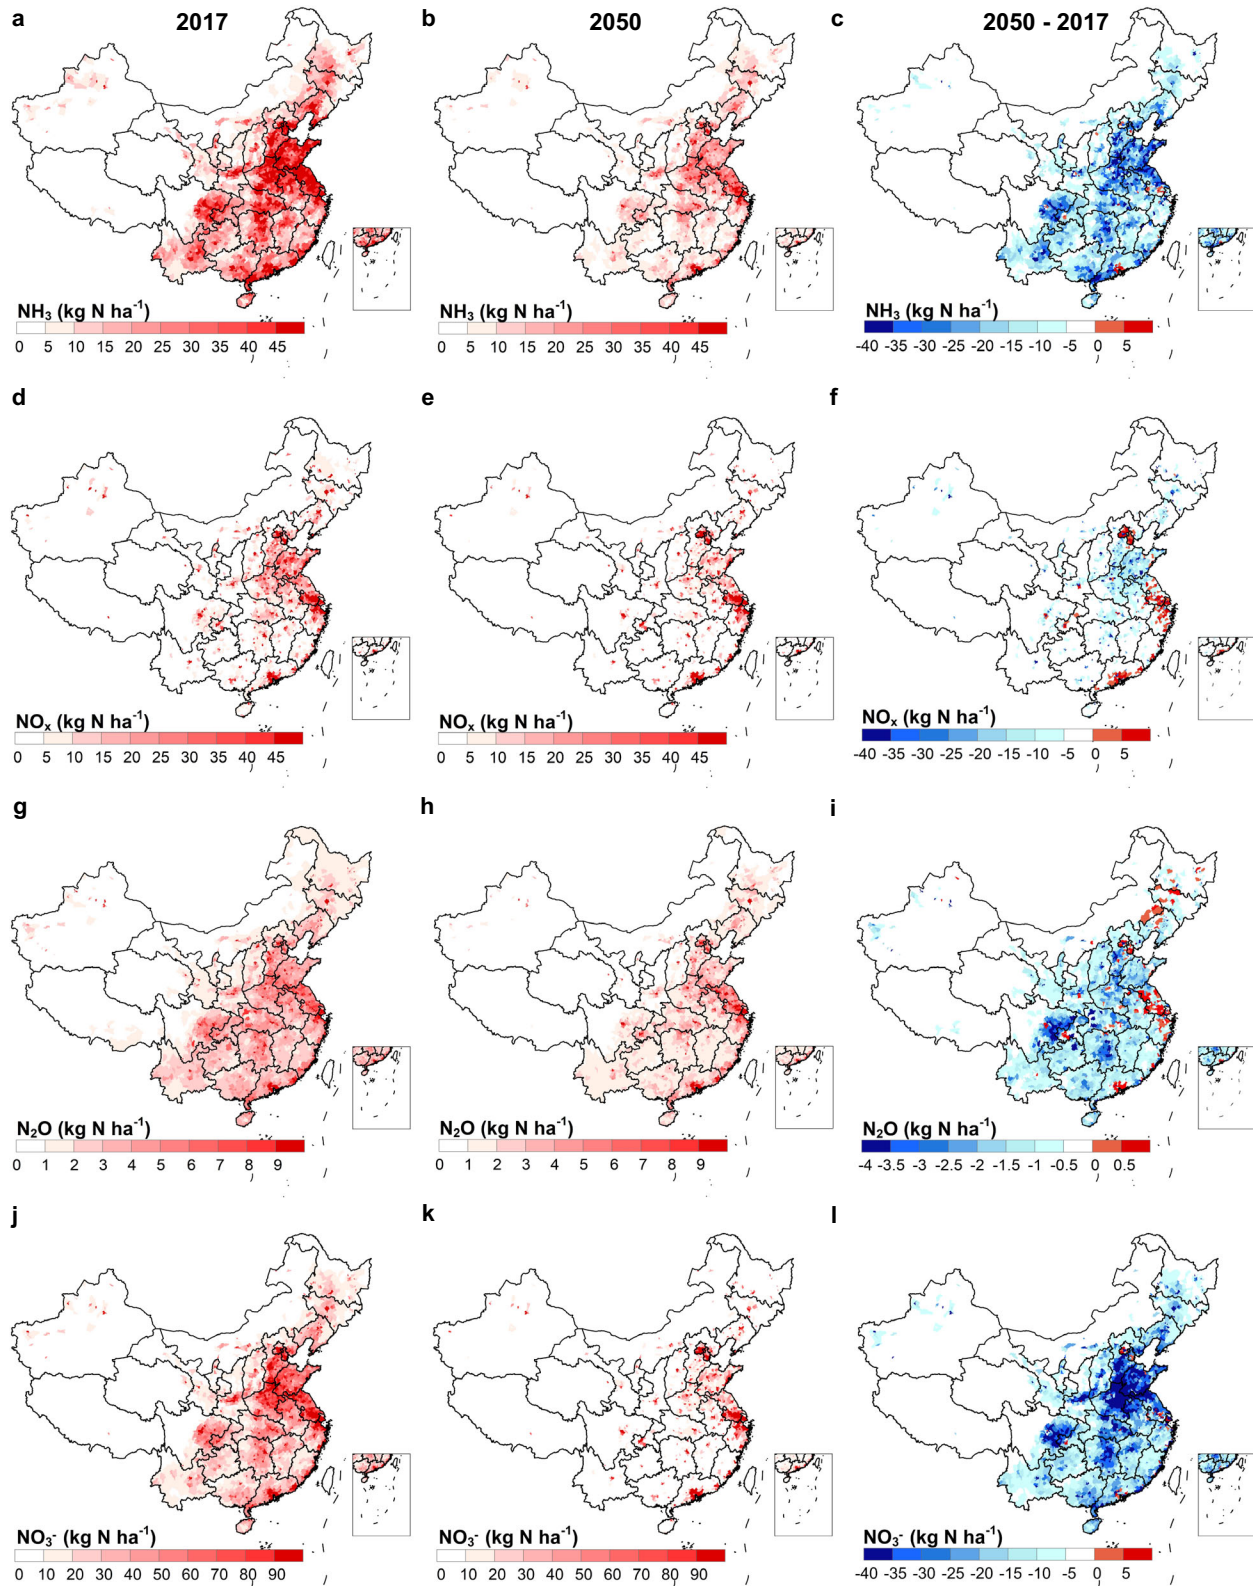 a 2017 b 2050 c 2050 - 2017
NH₃ (kg N ha⁻¹) NH₃ (kg N ha⁻¹) NH₃ (kg N ha⁻¹)
0 5 10 15 20 25 30 35 40 45 0 5 10 15 20 25 30 35 40 45 -40 -35 -30 -25 -20 -15 -10 -5 0 5
d e f
NOₓ (kg N ha⁻¹) NOₓ (kg N ha⁻¹) NOₓ (kg N ha⁻¹)
0 5 10 15 20 25 30 35 40 45 0 5 10 15 20 25 30 35 40 45 -40 -35 -30 -25 -20 -15 -10 -5 0 5
g h i
N₂O (kg N ha⁻¹) N₂O (kg N ha⁻¹) N₂O (kg N ha⁻¹)
0 1 2 3 4 5 6 7 8 9 0 1 2 3 4 5 6 7 8 9 -4 -3.5 -3 -2.5 -2 -1.5 -1 -0.5 0 0.5
j k l
NO₃⁻ (kg N ha⁻¹) NO₃⁻ (kg N ha⁻¹) NO₃⁻ (kg N ha⁻¹)
0 10 20 30 40 50 60 70 80 90 0 10 20 30 40 50 60 70 80 90 -40 -35 -30 -25 -20 -15 -10 -5 0 5